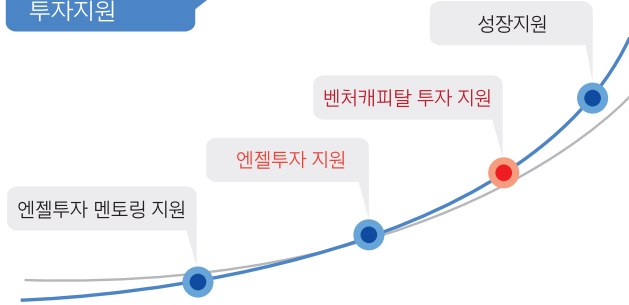 투자지원
성장지원
벤처캐피탈 투자 지원
엔젤투자 지원
엔젤투자 멘토링 지원